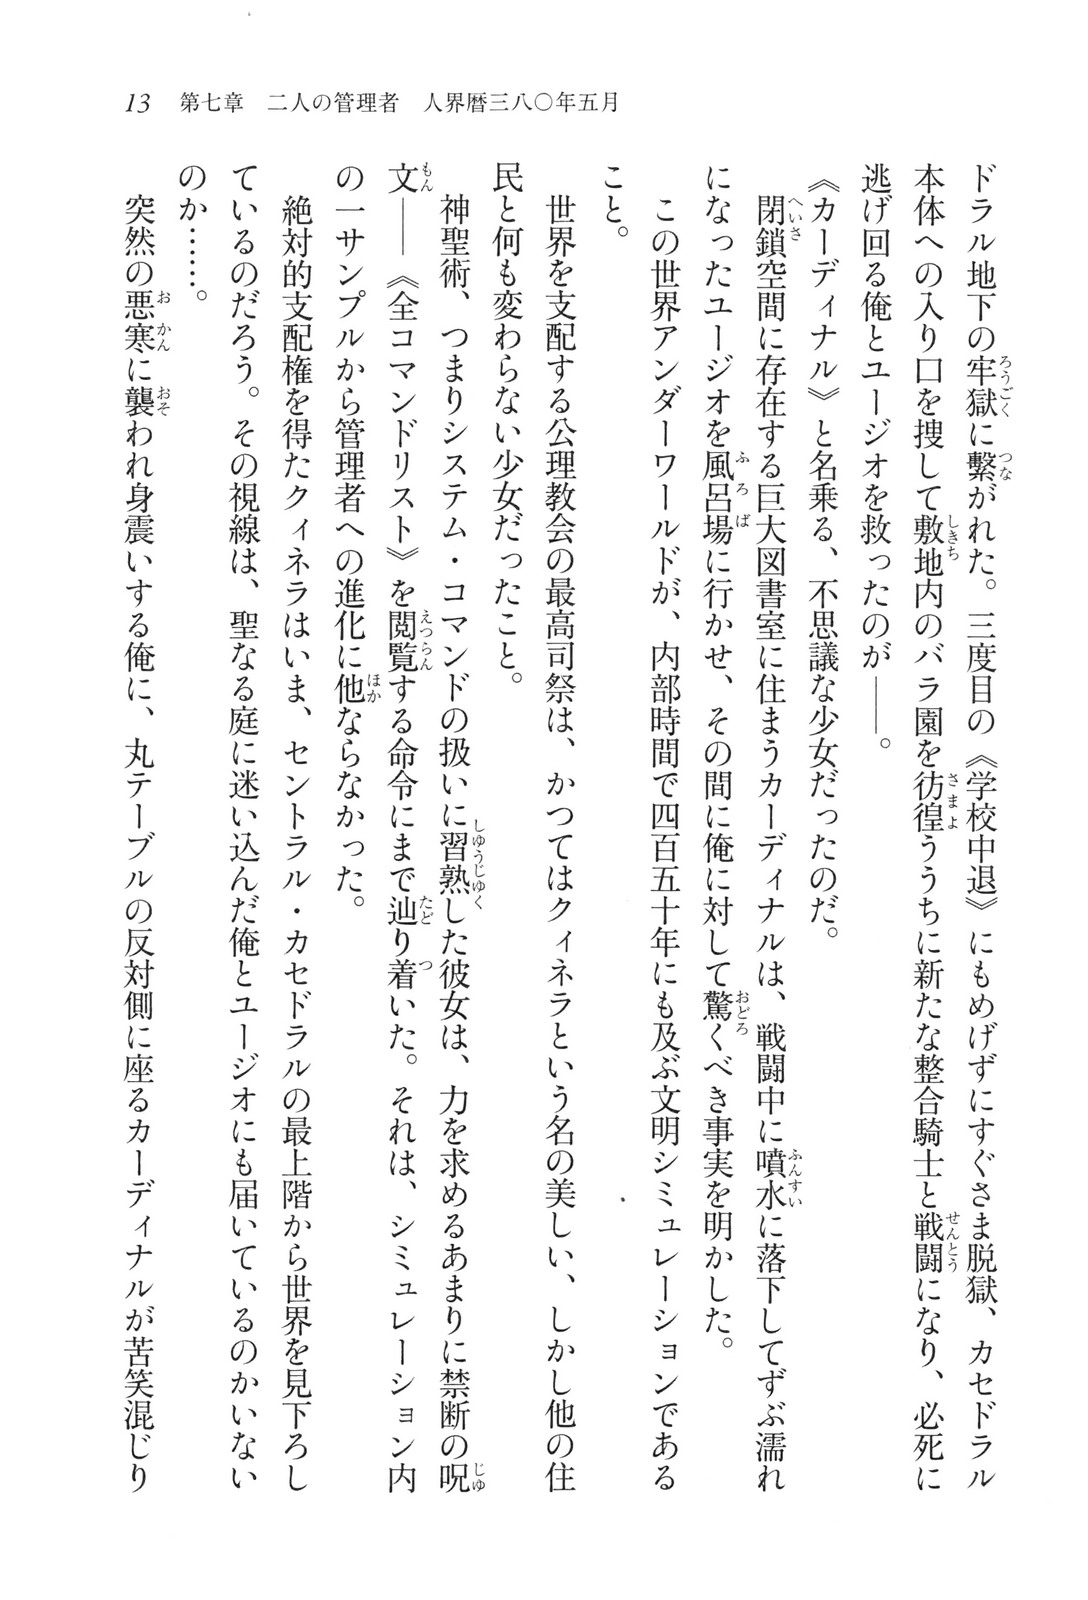 13 第七章 二人の管理者 人界暦三八〇年五月
ドラル地下の牢獄に繫がれた。三度目の《学校中退》にもめげずにすぐさま脱獄、カセドラル
本体への入り口を捜して敷地内のバラ園を彷徨ううちに新たな整合騎士と戦闘になり、必死に
逃げ回る俺とユージオを救ったのが——。
《カーディナル》と名乗る、不思議な少女だったのだ。
閉鎖空間に存在する巨大図書室に住まうカーディナルは、戦闘中に噴水に落下してずぶ濡れ
になったユージオを風呂場に行かせ、その間に俺に対して驚くべき事実を明かした。
この世界アンダーワールドが、内部時間で四百五十年にも及ぶ文明シミュレーションである
こと。
世界を支配する公理教会の最高司祭は、かつてはクィネラという名の美しい、しかし他の住
民と何も変わらない少女だったこと。
神聖術、つまりシステム・コマンドの扱いに習熟した彼女は、力を求めるあまりに禁断の呪
文——《全コマンドリスト》を閲覧する命令にまで辿り着いた。それは、シミュレーション内
の一サンプルから管理者への進化に他ならなかった。
絶対的支配権を得たクィネラはいま、セントラル・カセドラルの最上階から世界を見下ろし
ているのだろう。その視線は、聖なる庭に迷い込んだ俺とユージオにも届いているのかいない
のか……。
突然の悪寒に襲われ身震いする俺に、丸テーブルの反対側に座るカーディナルが苦笑混じり